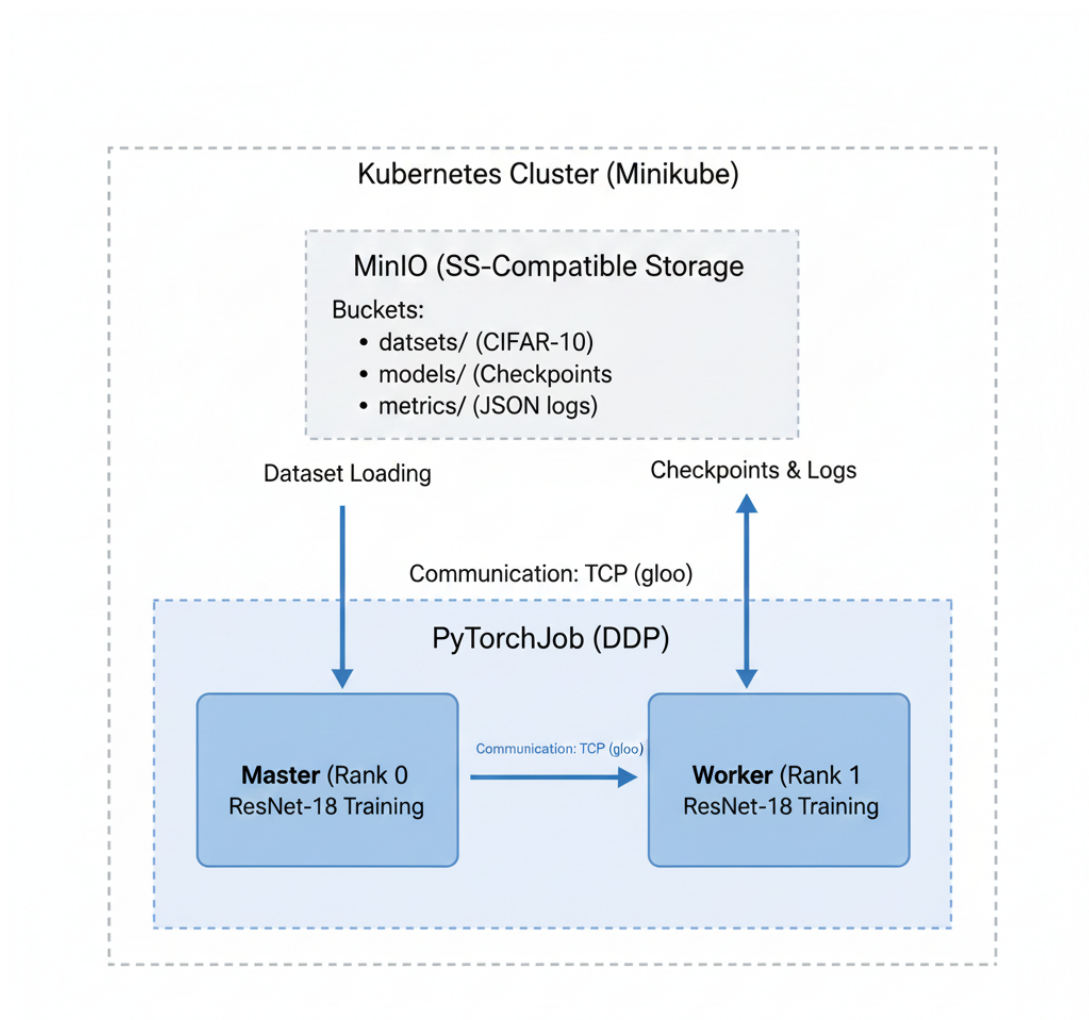 Kubernetes Cluster (Minikube)
MinIO (SS-Compatible Storage
Buckets:
• datsets/ (CIFAR-10)
• models/ (Checkpoints
• metrics/ (JSON logs)
Dataset Loading
Checkpoints & Logs
Communication: TCP (gloo)
PyTorchJob (DDP)
Communication: TCP (gloo)
Master (Rank 0
ResNet-18 Training
Worker (Rank 1
ResNet-18 Training